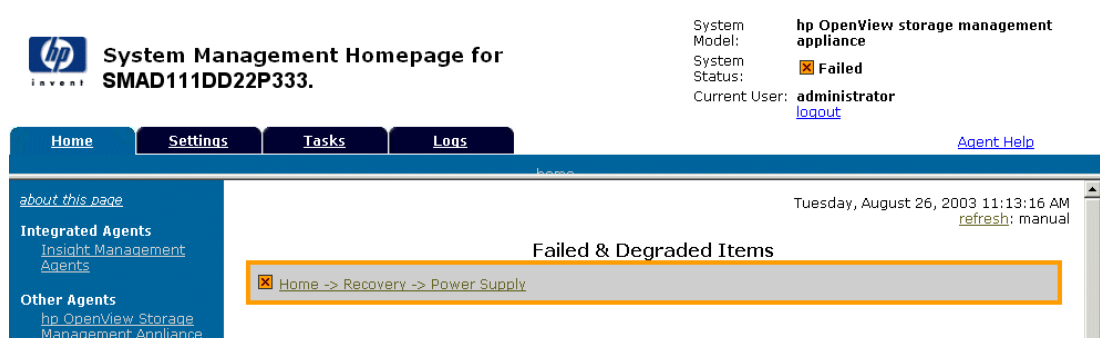 hp
invent
System Management Homepage for
SMAD111DD22P333.
System Model: hp OpenView storage management appliance
System Status: Failed
Current User: administrator
logout
Home Settings Tasks Logs
Agent Help
home
about this page
Integrated Agents
Insight Management
Agents
Other Agents
hp OpenView Storage
Management Appliance
Tuesday, August 26, 2003 11:13:16 AM
refresh: manual
Failed & Degraded Items
Home -> Recovery -> Power Supply